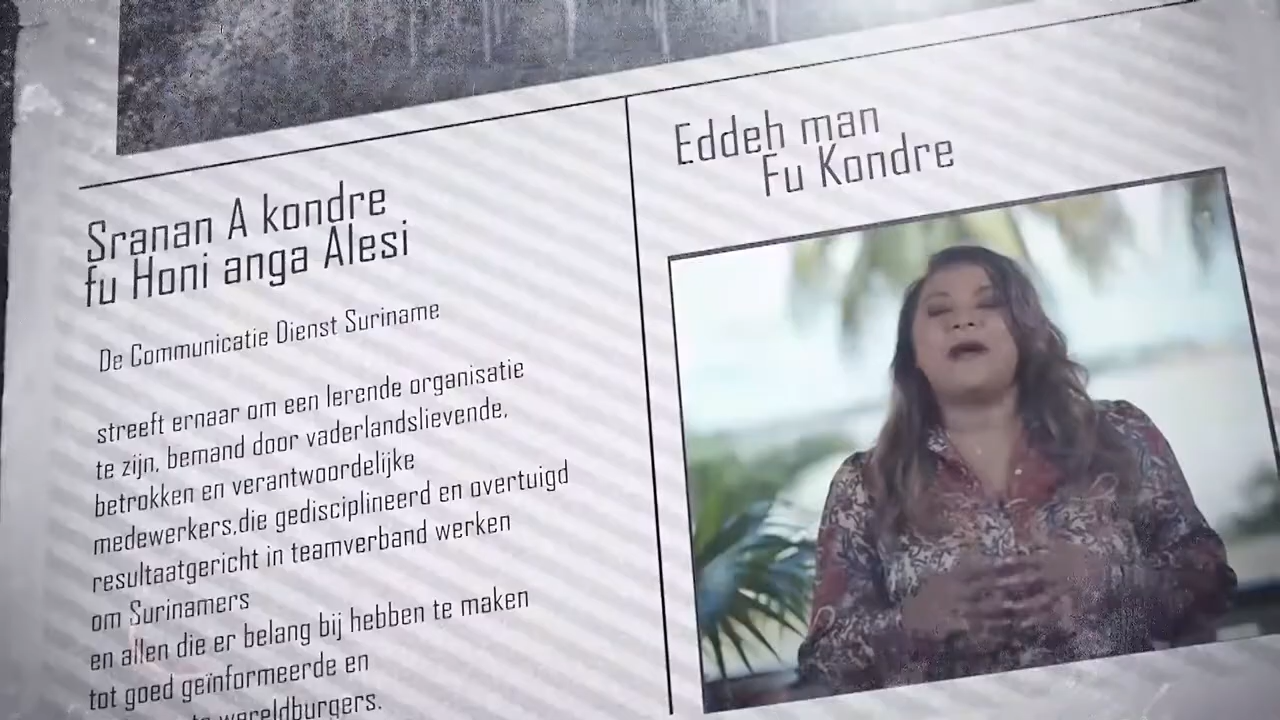 Sranan A kondre
fu Honi anga Alesi
De Communicatie Dienst Suriname
streeft ernaar om een lerende organisatie
te zijn, bemand door vaderlandslievende,
betrokken en verantwoordelijke
medewerkers,die gedisciplineerd en overtuigd
resultaatgericht in teamverband werken
om Surinamers
en allen die er belang bij hebben te maken
tot goed geïnformeerde en
wereldburgers.
Eddeh man
Fu Kondre